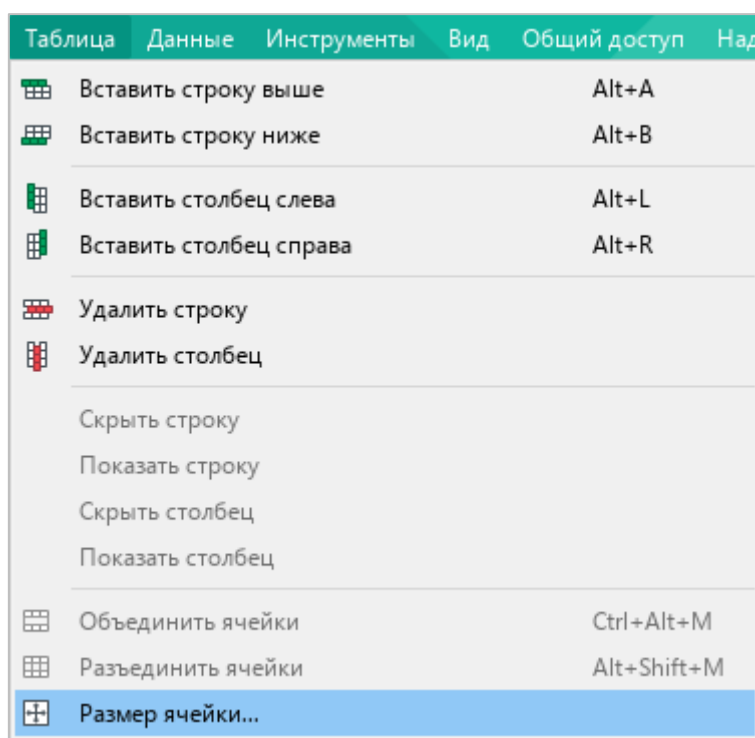 Таблица Данные Инструменты Вид Общий доступ
Вставить строку выше Alt+A
Вставить строку ниже Alt+B
Вставить столбец слева Alt+L
Вставить столбец справа Alt+R
Удалить строку
Удалить столбец
Скрыть строку
Показать строку
Скрыть столбец
Показать столбец
Объединить ячейки Ctrl+Alt+M
Разъединить ячейки Alt+Shift+M
Размер ячейки...